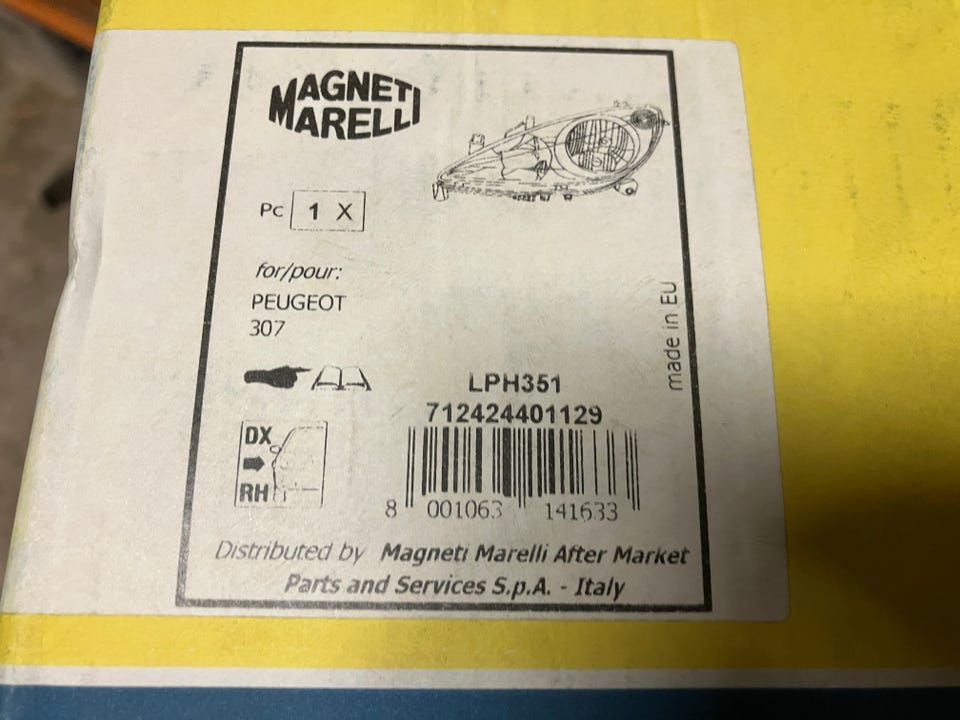 MAGNETI
MARELLI
Pc 1 X
for/pour:
PEUGEOT
307
made in EU
LPH351
712424401129
DX
RH
8 001063 141633
Distributed by Magneti Marelli After Market
Parts and Services S.p.A. - Italy